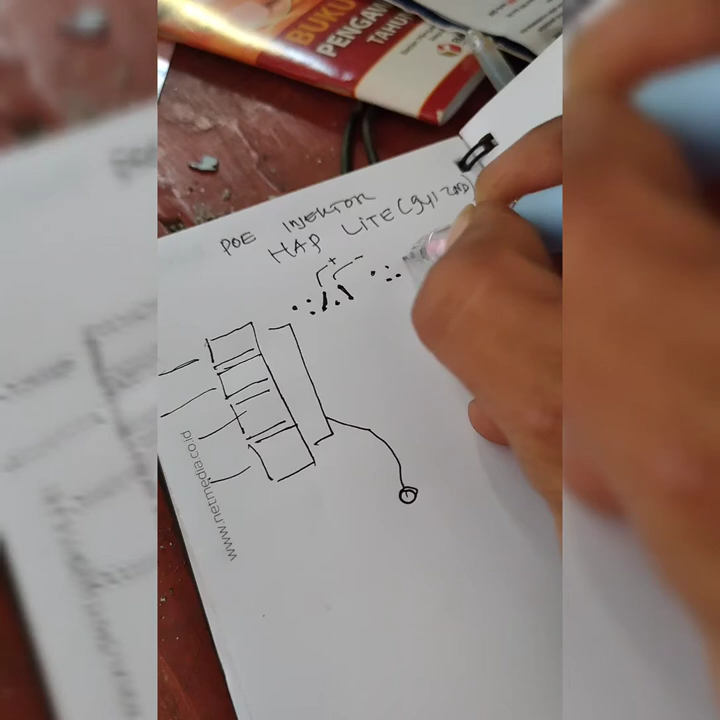 BUKU
PENGAN
TAHU
POE INJEKTOR
HAP LITE (941 2ND)
+ -
www.netmedia.co.id